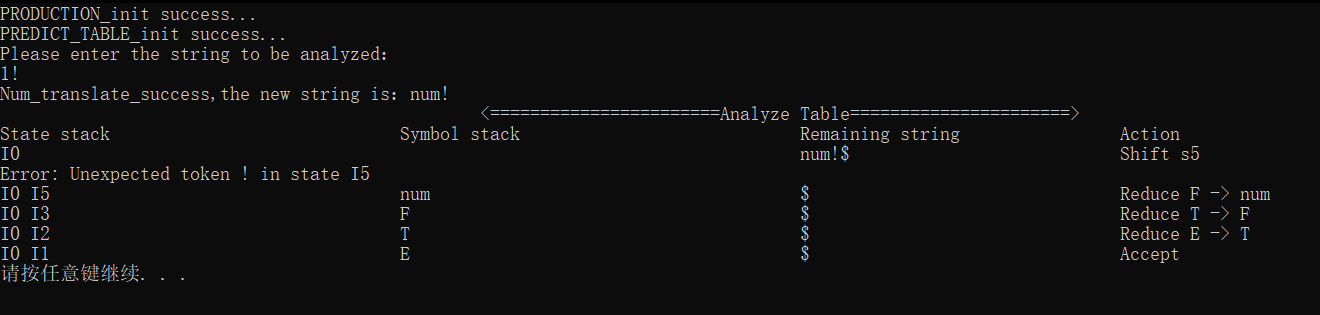 PRODUCTION_init success...
PREDICT_TABLE_init success...
Please enter the string to be analyzed:
1!
Num_translate_success,the new string is: num!
<=======================Analyze Table======================>
State stack Symbol stack Remaining string Action
I0 num!$ Shift s5
Error: Unexpected token ! in state I5
I0 I5 num $ Reduce F -> num
I0 I3 F $ Reduce T -> F
I0 I2 T $ Reduce E -> T
I0 I1 E $ Accept
请按任意键继续. . .